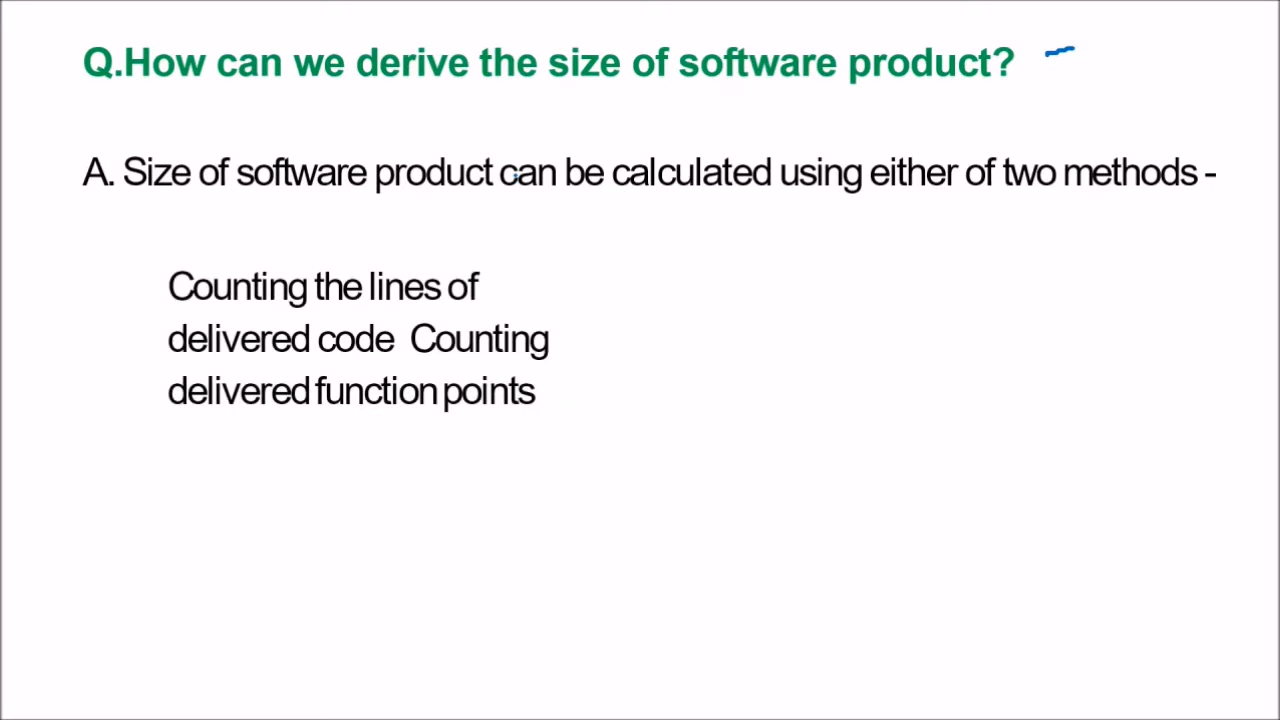 Q.How can we derive the size of software product?
A. Size of software product can be calculated using either of two methods -
Counting the lines of
delivered code Counting
delivered function points